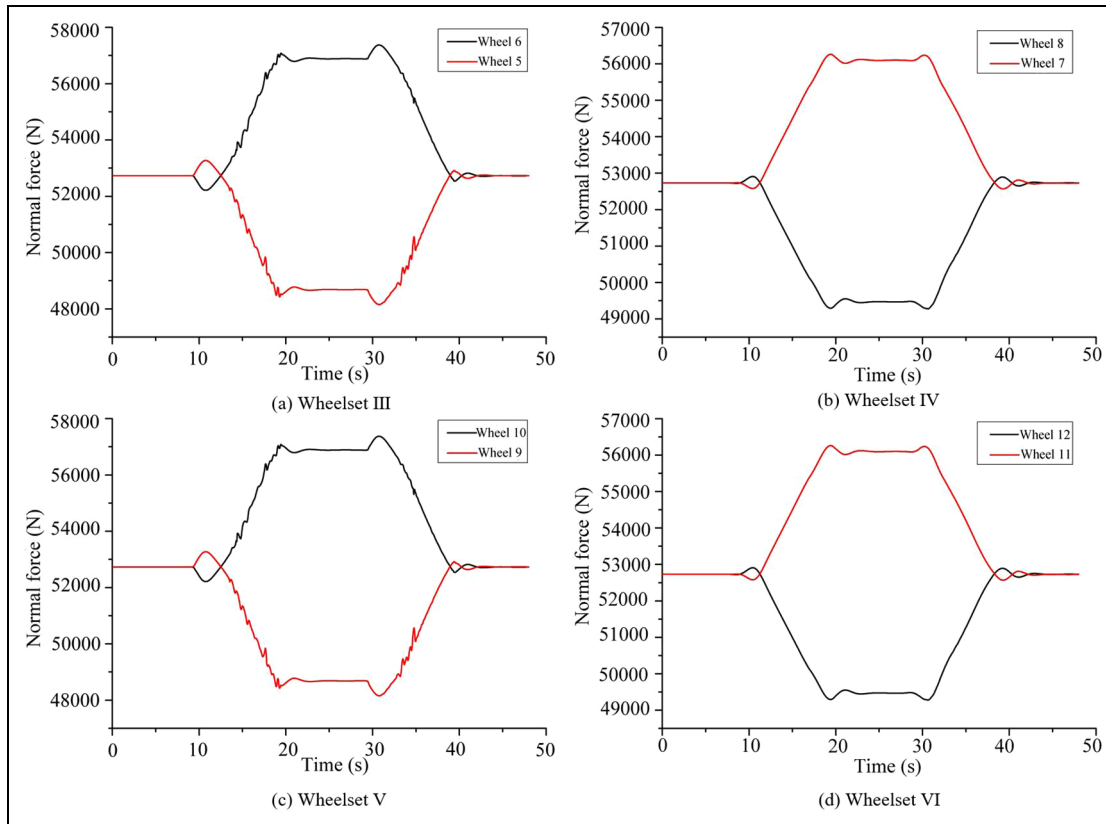 58000
56000
54000
52000
50000
48000
Normal force (N)
Wheel 6
Wheel 5
0 10 20 30 40 50
Time (s)
(a) Wheelset III
57000
56000
55000
54000
53000
52000
51000
50000
49000
Normal force (N)
Wheel 8
Wheel 7
0 10 20 30 40 50
Time (s)
(b) Wheelset IV
58000
56000
54000
52000
50000
48000
Normal force (N)
Wheel 10
Wheel 9
0 10 20 30 40 50
Time (s)
(c) Wheelset V
57000
56000
55000
54000
53000
52000
51000
50000
49000
Normal force (N)
Wheel 12
Wheel 11
0 10 20 30 40 50
Time (s)
(d) Wheelset VI